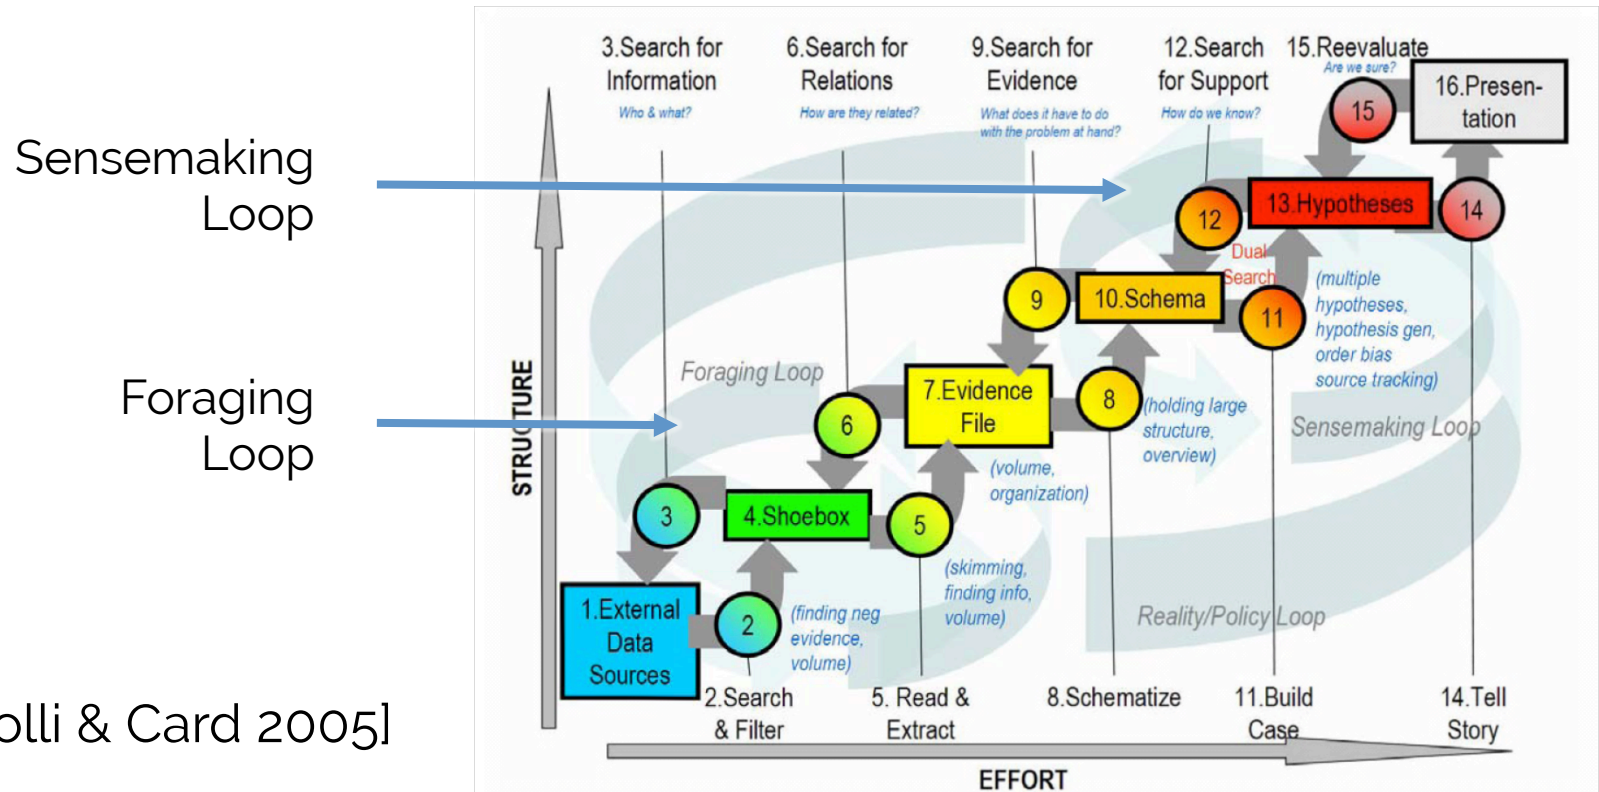 Sensemaking
Loop
Foraging
Loop
olli & Card 2005]
3.Search for
Information
Who & what?
6.Search for
Relations
How are they related?
9.Search for
Evidence
What does it have to do
with the problem at hand?
12.Search
for Support
How do we know?
15.Reevaluate
Are we sure?
15
16.Presen-
tation
12
13.Hypotheses
14
Dual
Search
9
10.Schema
11
(multiple
hypotheses,
hypothesis gen,
order bias
source tracking)
Foraging Loop
6
7.Evidence
File
8
(holding large
structure,
overview)
Sensemaking Loop
(volume,
organization)
3
4.Shoebox
5
(skimming,
finding info,
volume)
1.External
Data
Sources
2
(finding neg
evidence,
volume)
Reality/Policy Loop
2.Search
& Filter
5. Read &
Extract
8.Schematize
11.Build
Case
14.Tell
Story
STRUCTURE
EFFORT